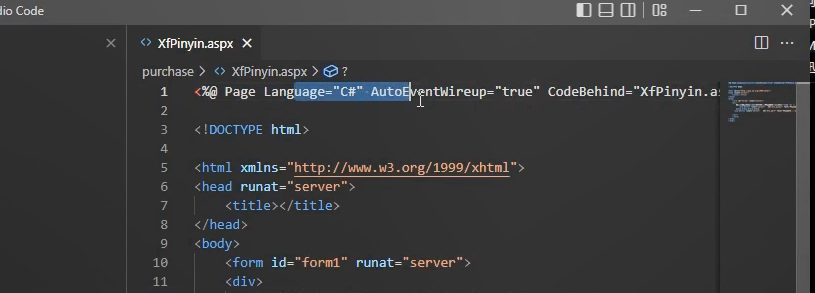 dio Code
XfPinyin.aspx
purchase > XfPinyin.aspx > ?
1 <%@ Page Language="C#" AutoEventWireup="true" CodeBehind="XfPinyin.as
2
3 <!DOCTYPE html>
4
5 <html xmlns="http://www.w3.org/1999/xhtml">
6 <head runat="server">
7 <title></title>
8 </head>
9 <body>
10 <form id="form1" runat="server">
11 <div>